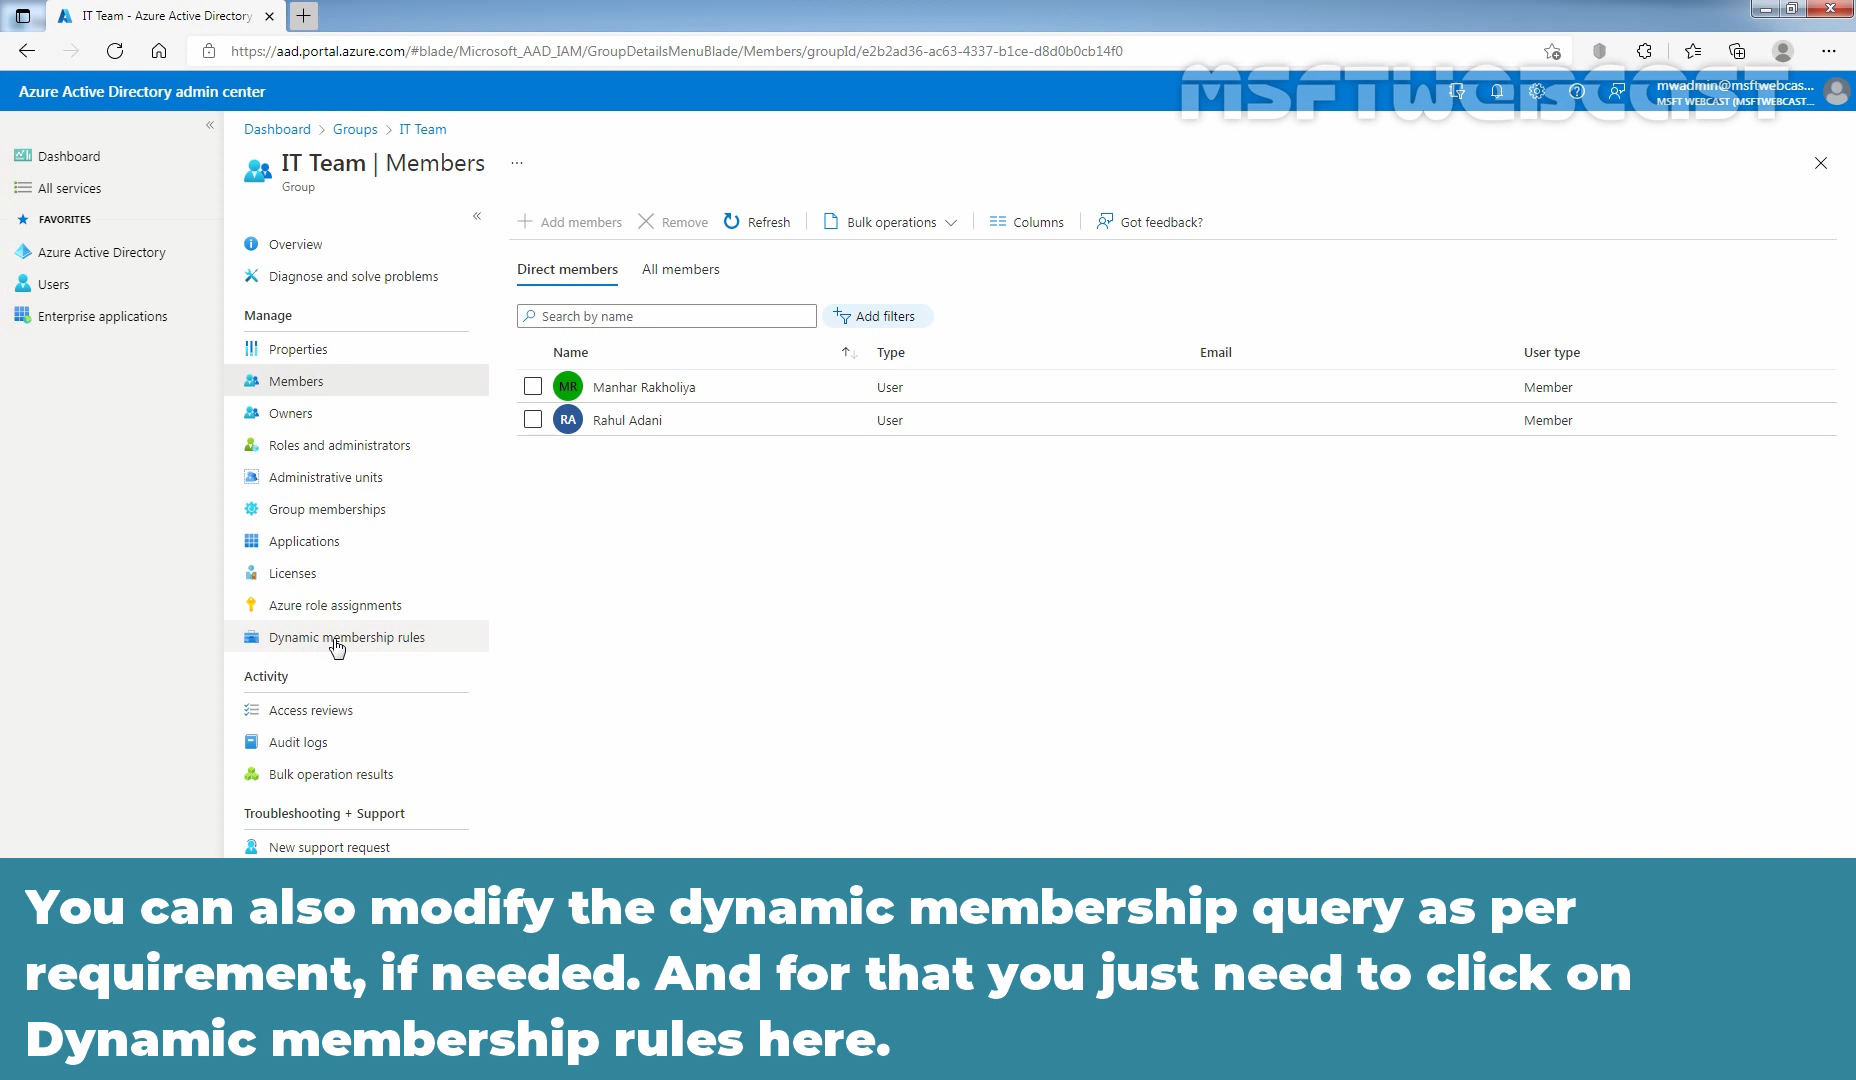 IT Team - Azure Active Directory
https://aad.portal.azure.com/#blade/Microsoft_AAD_IAM/GroupDetailsMenuBlade/Members/groupId/e2b2ad36-ac63-4337-b1ce-d8d0b0cb14f0
MSFTWEBCAST
Azure Active Directory admin center
mwadmin@msftwebcas...
MSFT WEBCAST (MSFTWEBCAST...
Dashboard > Groups > IT Team
Dashboard
All services
FAVORITES
Azure Active Directory
Users
Enterprise applications
IT Team | Members ...
Group
Overview
Diagnose and solve problems
Manage
Properties
Members
Owners
Roles and administrators
Administrative units
Group memberships
Applications
Licenses
Azure role assignments
Dynamic membership rules
Activity
Access reviews
Audit logs
Bulk operation results
Troubleshooting + Support
New support request
Add members Remove Refresh Bulk operations Columns Got feedback?
Direct members All members
Search by name Add filters
Name Type Email User type
MR Manhar Rakholiya User Member
RA Rahul Adani User Member
You can also modify the dynamic membership query as per
requirement, if needed. And for that you just need to click on
Dynamic membership rules here.